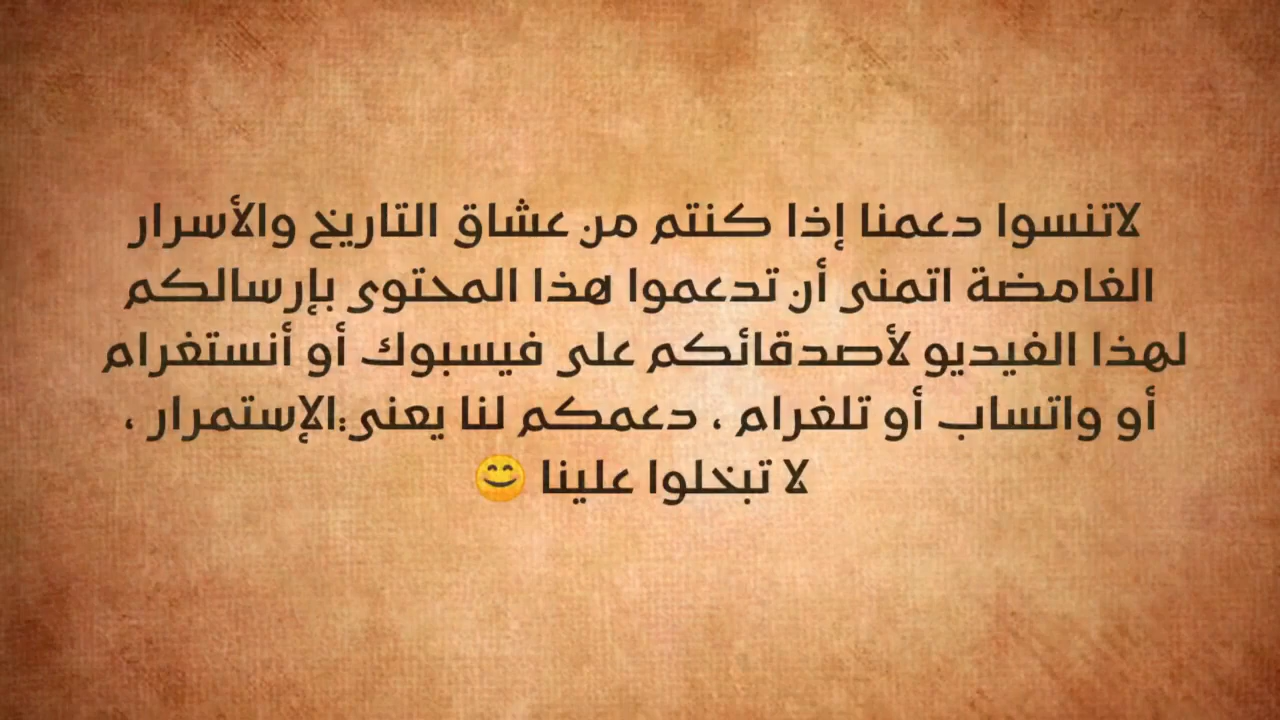 لاتنسوا دعمنا إذا كنتم من عشاق التاريخ والأسرار
الغامضة اتمنى أن تدعموا هذا المحتوى بإرسالكم
لهذا الفيديو لأصدقائكم على فيسبوك أو أنستغرام
أو واتساب أو تلغرام ، دعمكم لنا يعنى:الإستمرار ،
لا تبخلوا علينا 😊